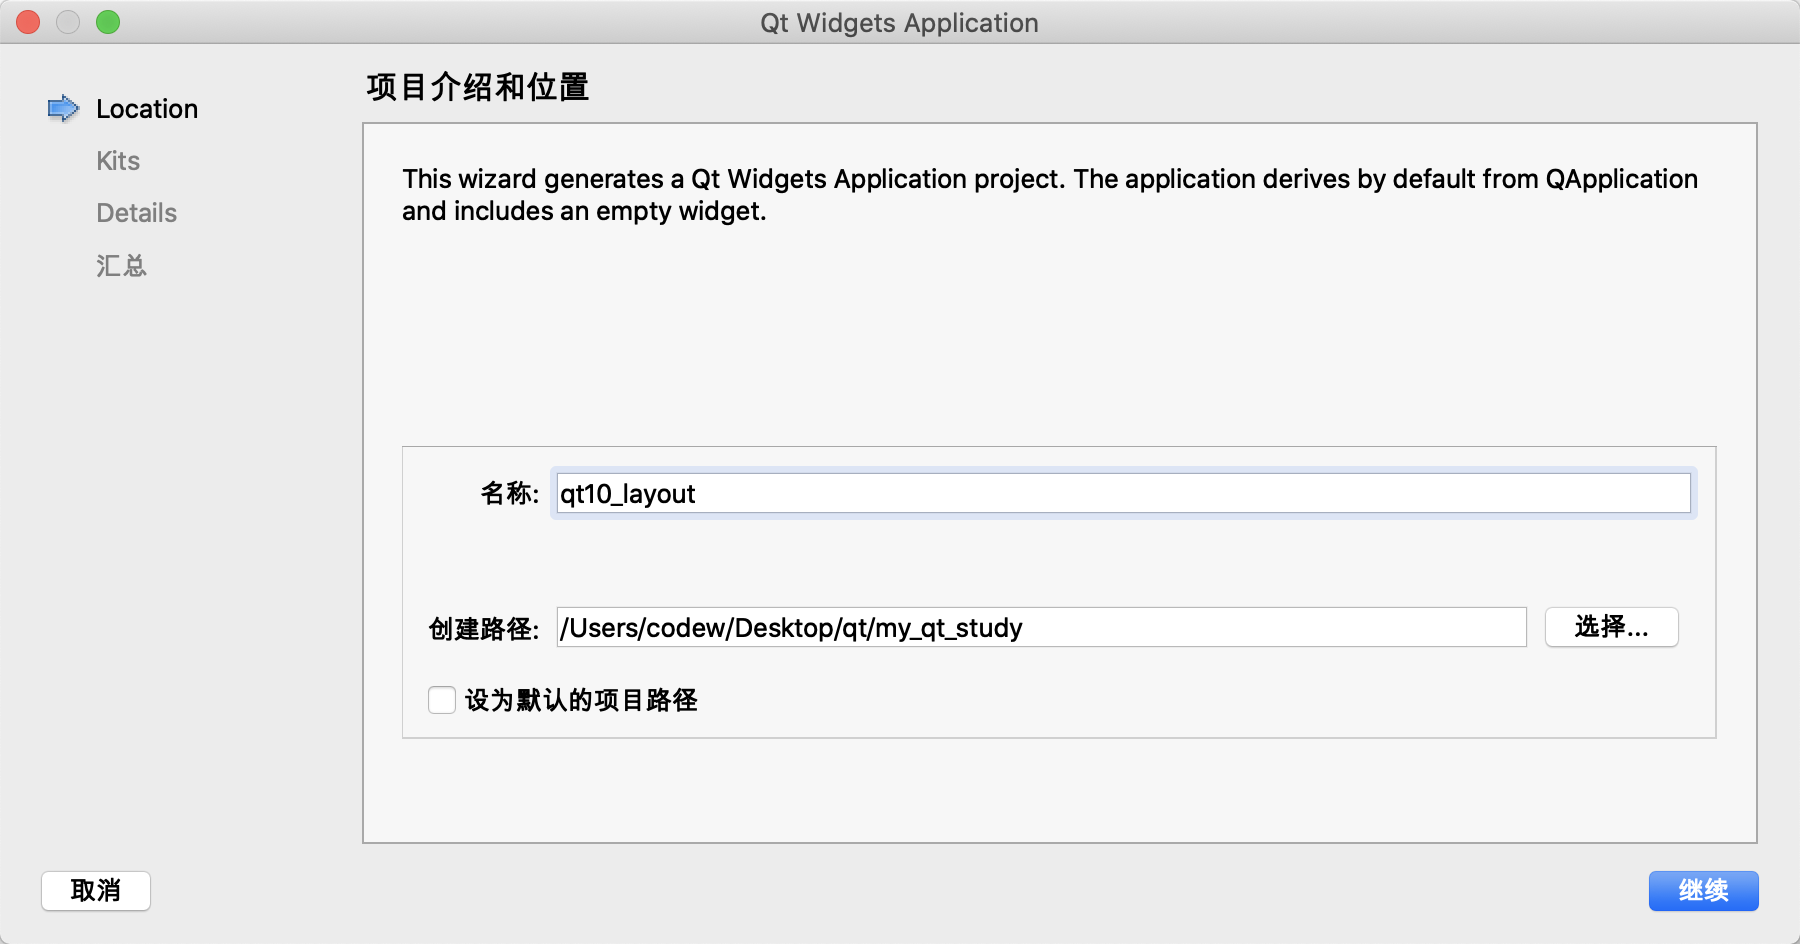 Qt Widgets Application
Location
Kits
Details
汇总
项目介绍和位置
This wizard generates a Qt Widgets Application project. The application derives by default from QApplication
and includes an empty widget.
名称: qt10_layout
创建路径: /Users/codew/Desktop/qt/my_qt_study 选择...
设为默认的项目路径
取消 继续